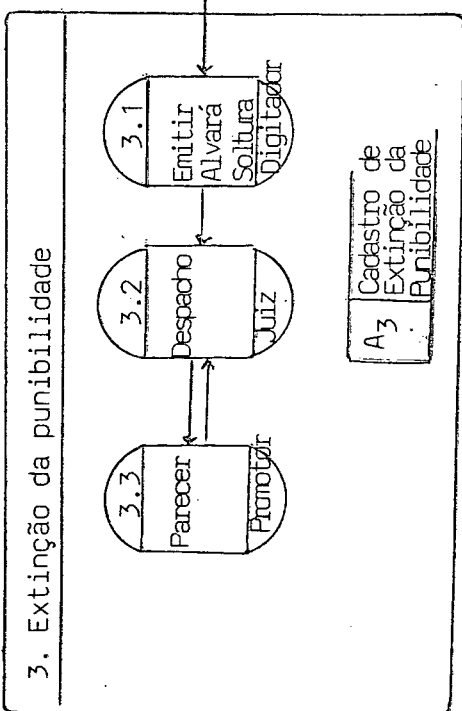 3. Extinção da punibilidade
3.3
Parecer
Promotor
3.2
Despacho
Juiz
3.1
Emitir
Alvará
Soltura
Digitador
A3
Cadastro de
Extinção da
Punibilidade